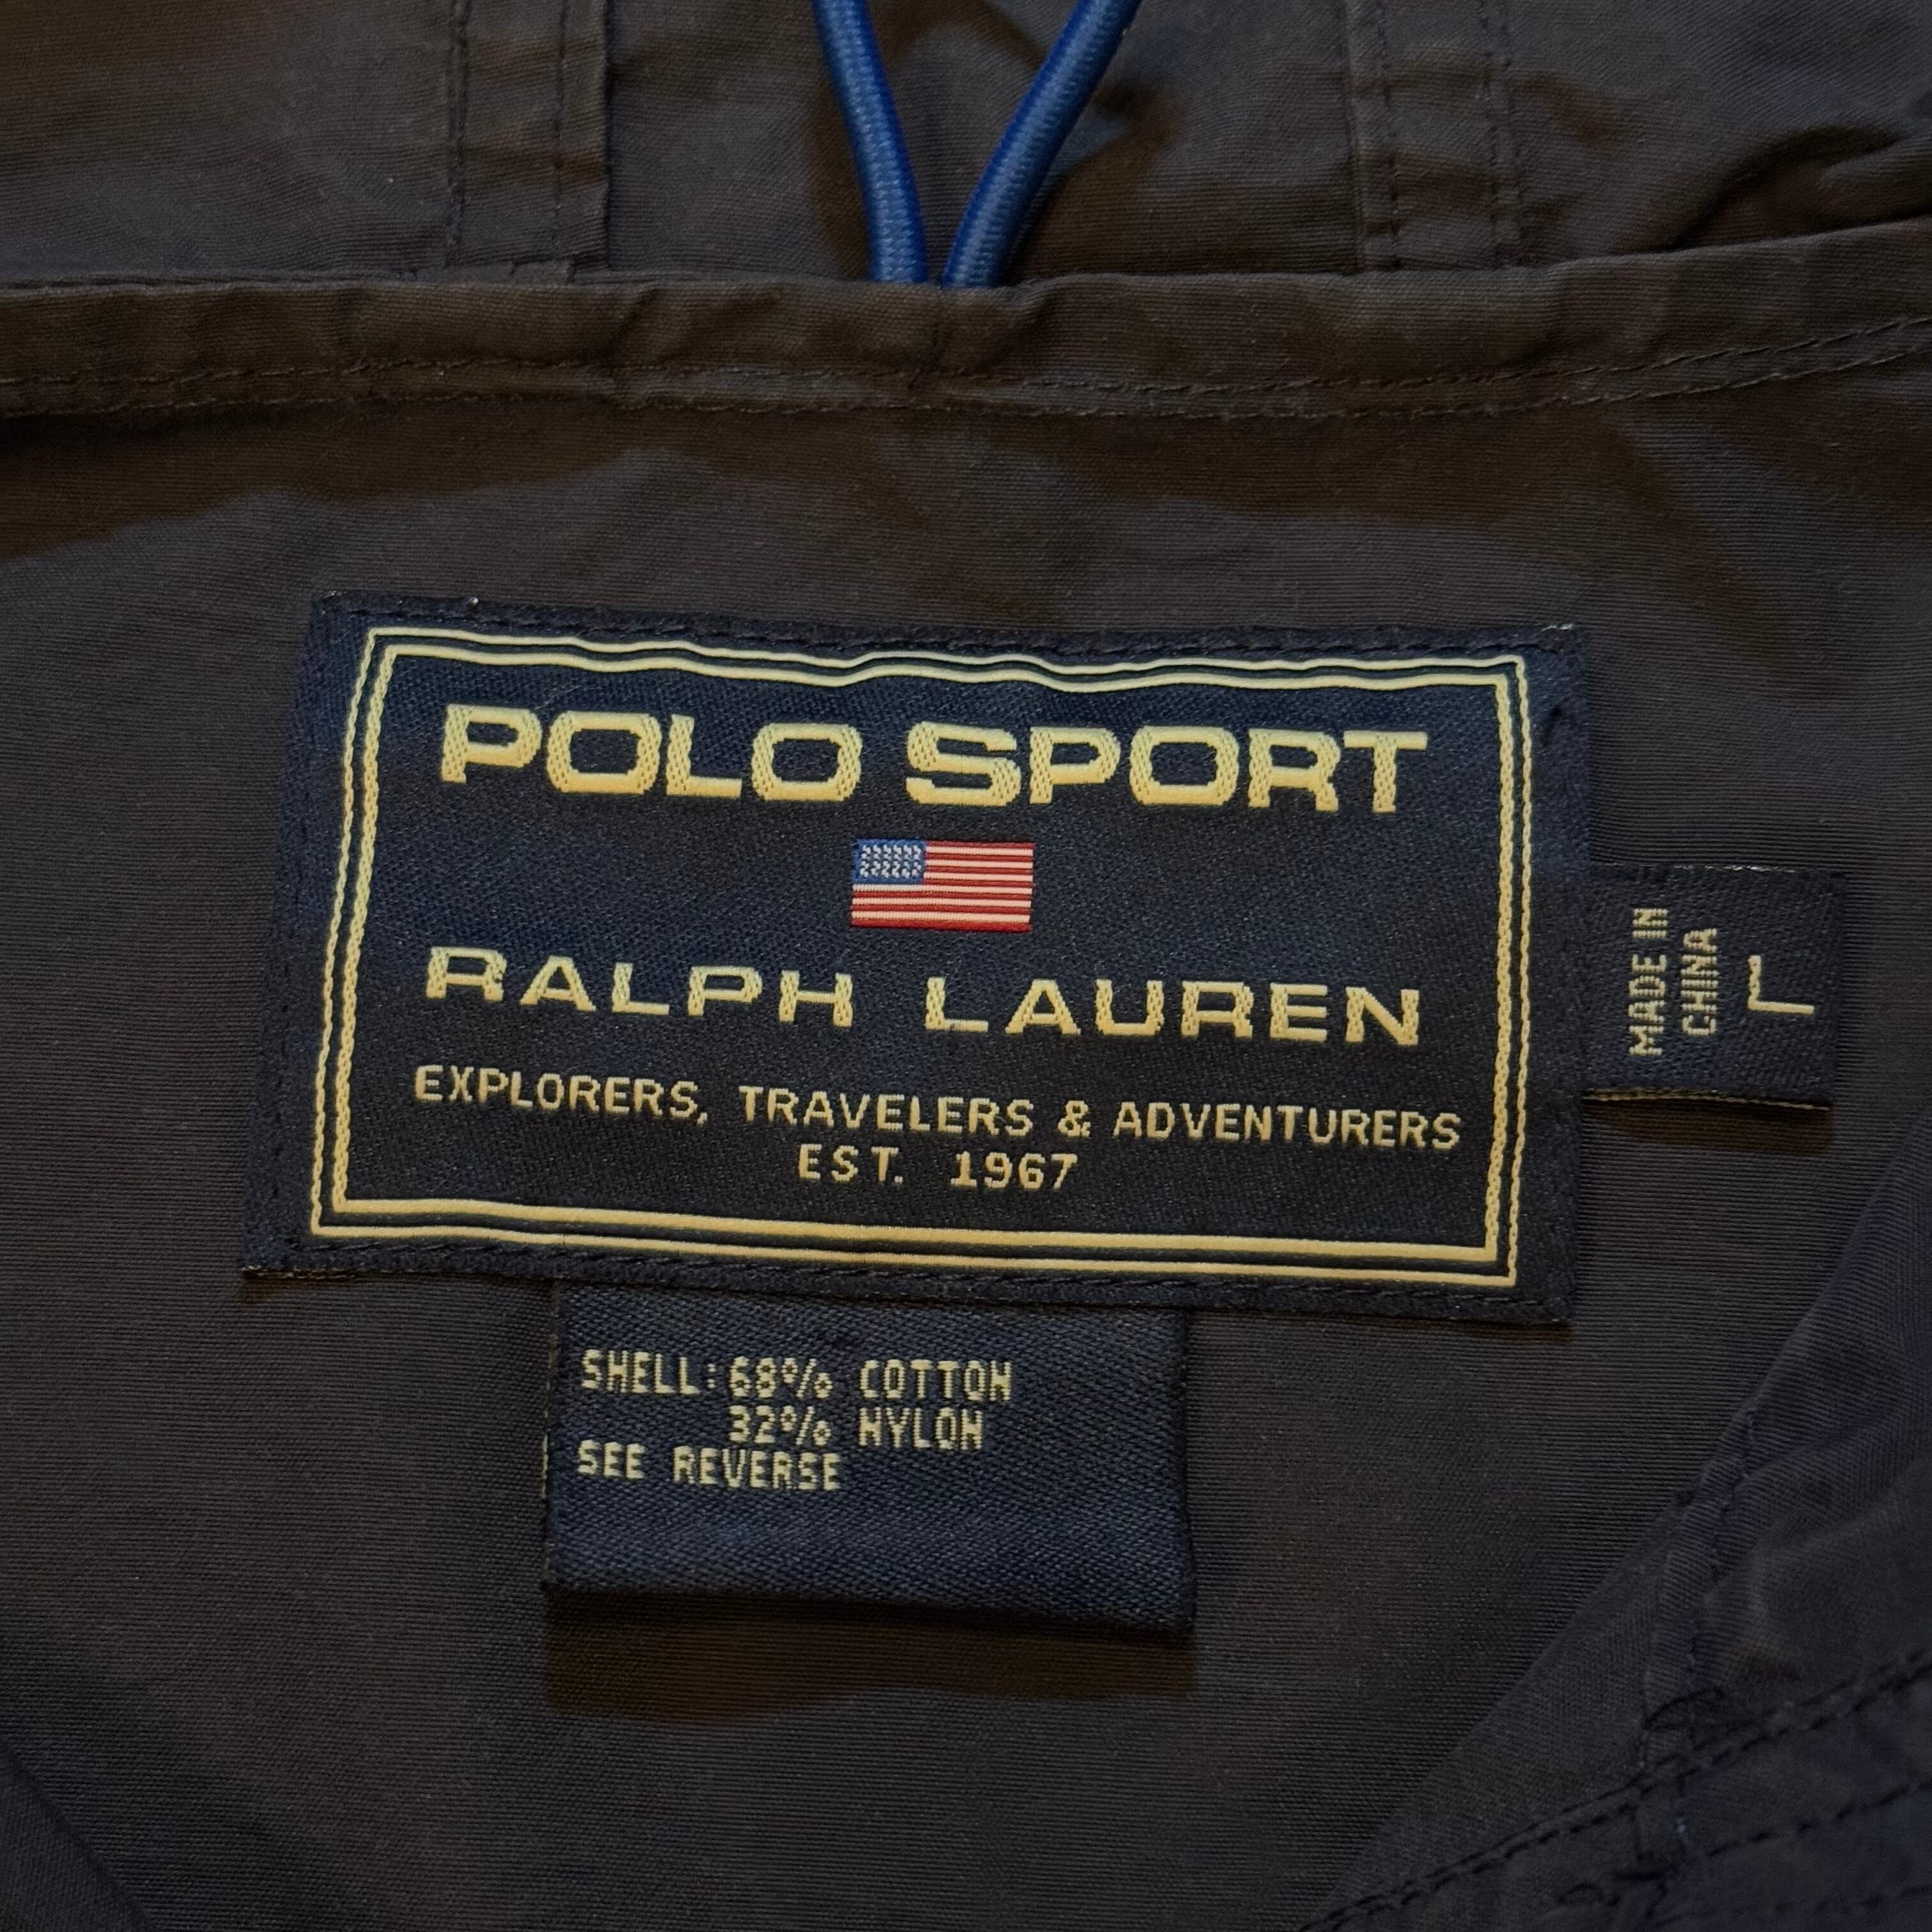 POLO SPORT
RALPH LAUREN
EXPLORERS, TRAVELERS & ADVENTURERS
EST. 1967
MADE IN
CHINA
L
SHELL: 68% COTTON
32% NYLON
SEE REVERSE